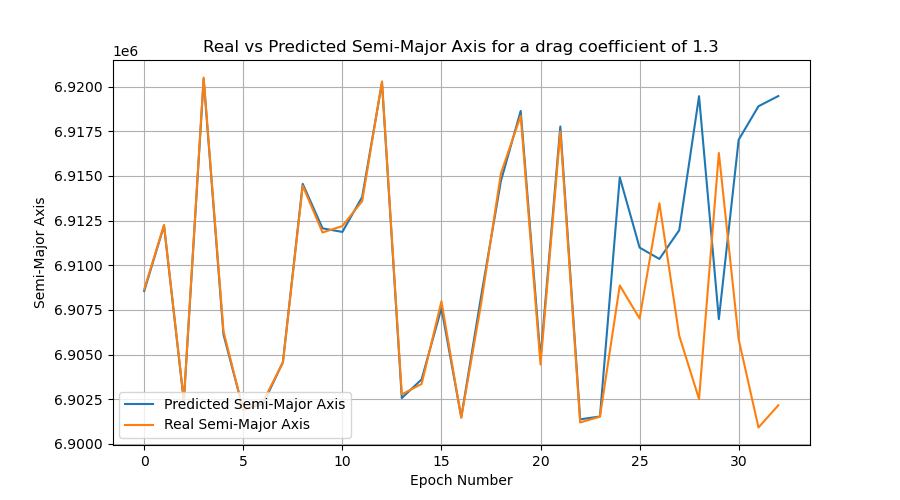 Real vs Predicted Semi-Major Axis for a drag coefficient of 1.3
1e6
6.9200
6.9175
6.9150
6.9125
6.9100
6.9075
6.9050
6.9025
6.9000
Semi-Major Axis
Predicted Semi-Major Axis
Real Semi-Major Axis
0 5 10 15 20 25 30
Epoch Number